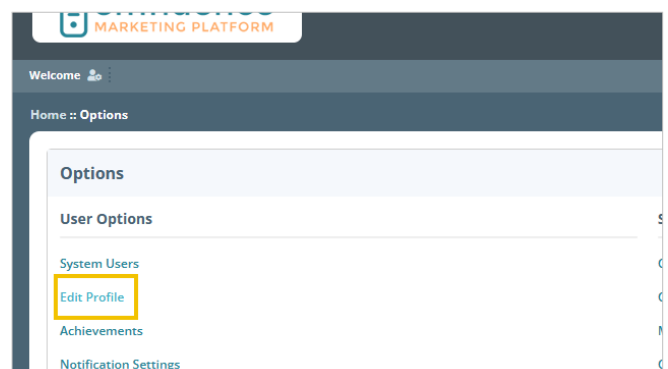 MARKETING PLATFORM
Welcome
Home :: Options
Options
User Options
System Users
Edit Profile
Achievements
Notification Settings